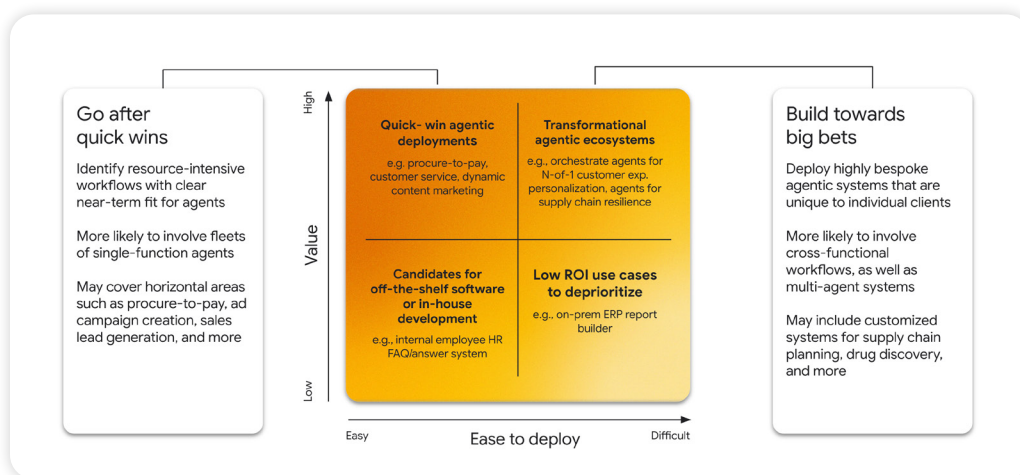 Go after
quick wins
Identify resource-intensive
workflows with clear
near-term fit for agents
More likely to involve fleets
of single-function agents
May cover horizontal areas
such as procure-to-pay, ad
campaign creation, sales
lead generation, and more
High
Value
Low
Quick- win agentic
deployments
e.g. procure-to-pay,
customer service, dynamic
content marketing
Transformational
agentic ecosystems
e.g., orchestrate agents for
N-of-1 customer exp.
personalization, agents for
supply chain resilience
Candidates for
off-the-shelf software
or in-house
development
e.g., internal employee HR
FAQ/answer system
Low ROI use cases
to deprioritize
e.g., on-prem ERP report
builder
Easy
Ease to deploy
Difficult
Build towards
big bets
Deploy highly bespoke
agentic systems that are
unique to individual clients
More likely to involve
cross-functional
workflows, as well as
multi-agent systems
May include customized
systems for supply chain
planning, drug discovery,
and more